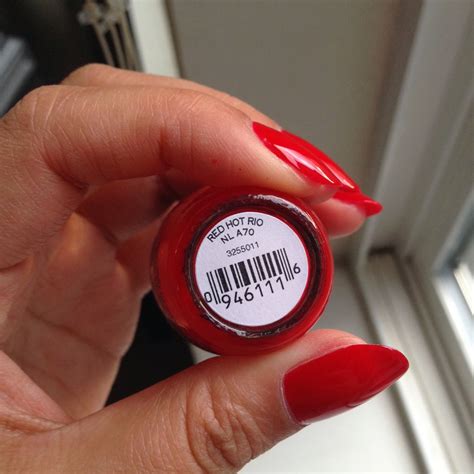 RED HOT RIO
NL A70
3255011
0 946111 6